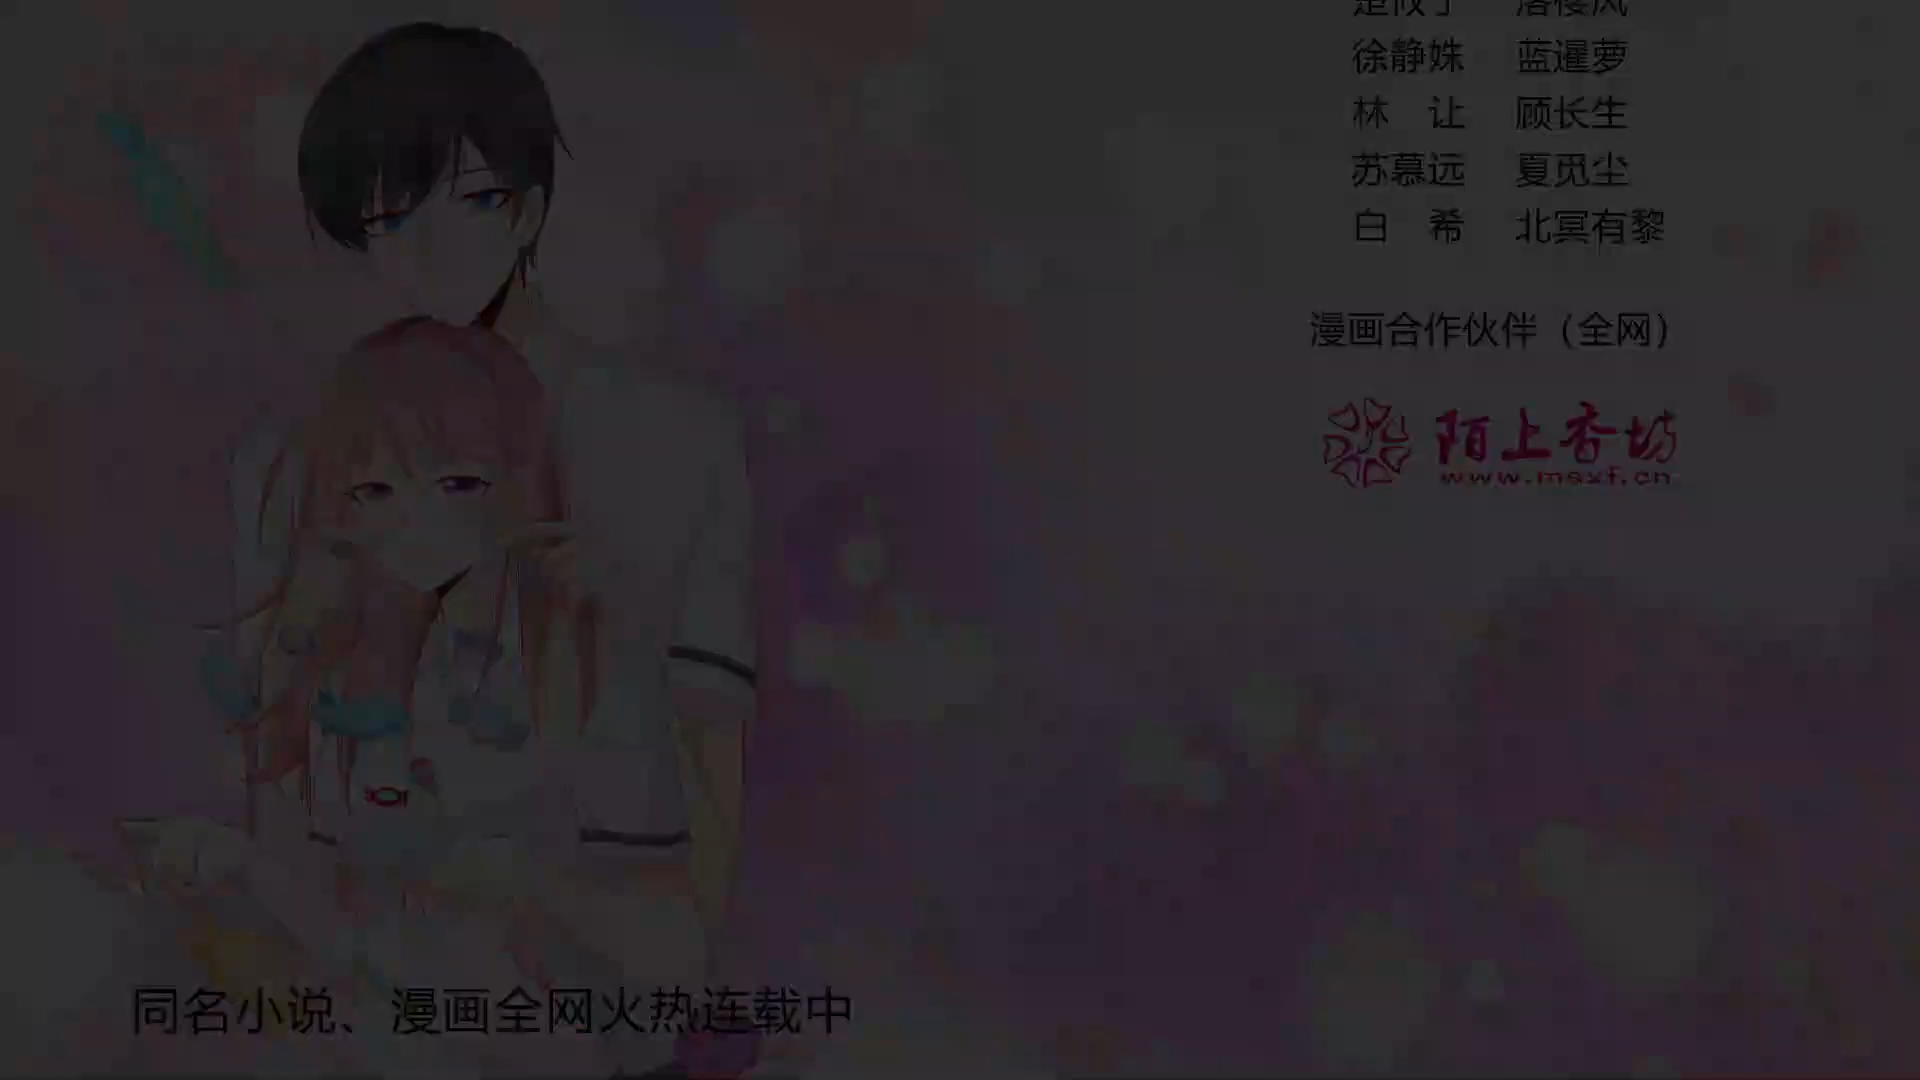 徐静姝 蓝暹萝
林 让 顾长生
苏慕远 夏觅尘
白 希 北冥有黎
漫画合作伙伴（全网）
陌上香坊
www.msxf.cn
同名小说、漫画全网火热连载中